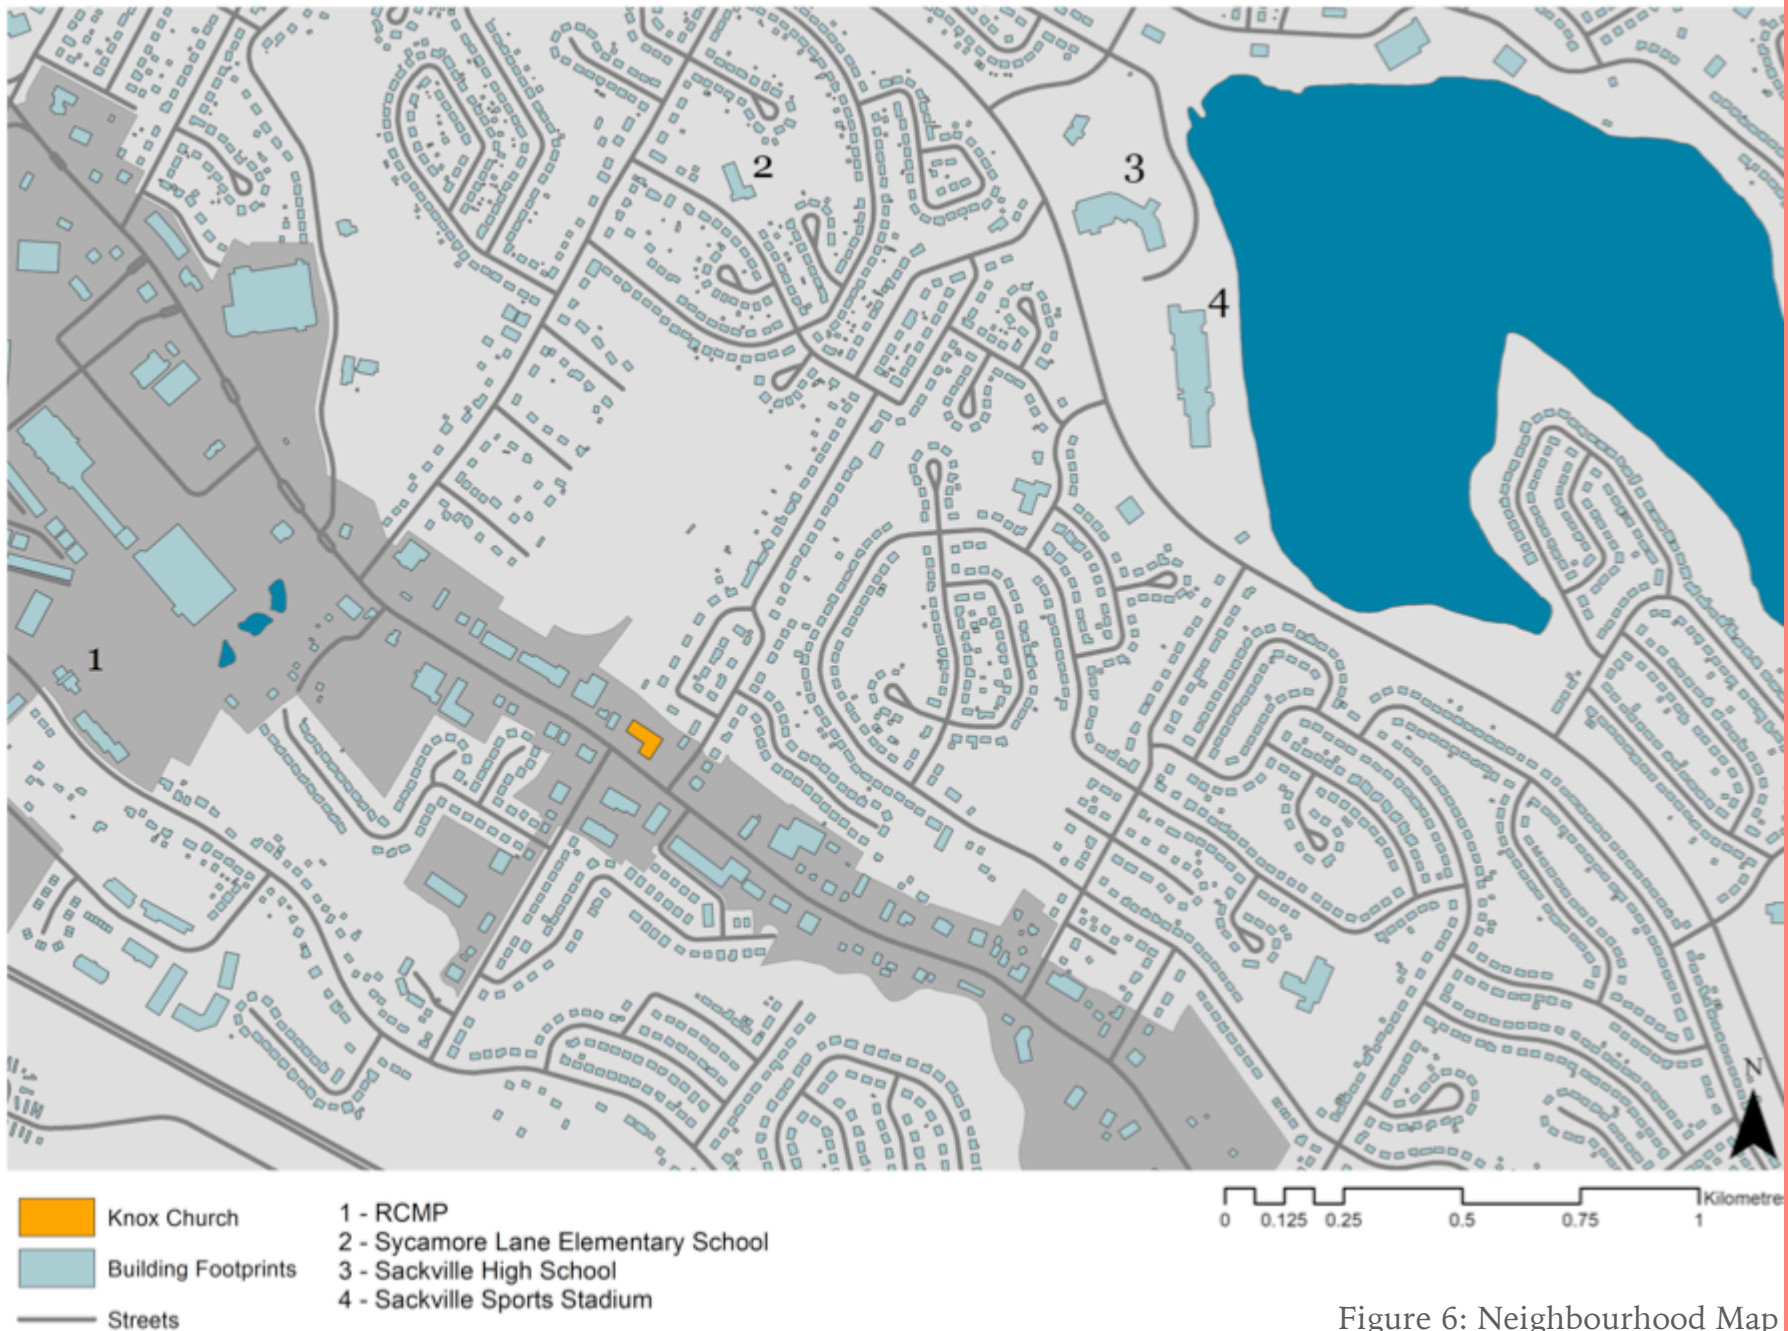 2
3
4
1
N
Kilometre
0 0.125 0.25 0.5 0.75 1
Knox Church
Building Footprints
Streets
1 - RCMP
2 - Sycamore Lane Elementary School
3 - Sackville High School
4 - Sackville Sports Stadium
Figure 6: Neighbourhood Map